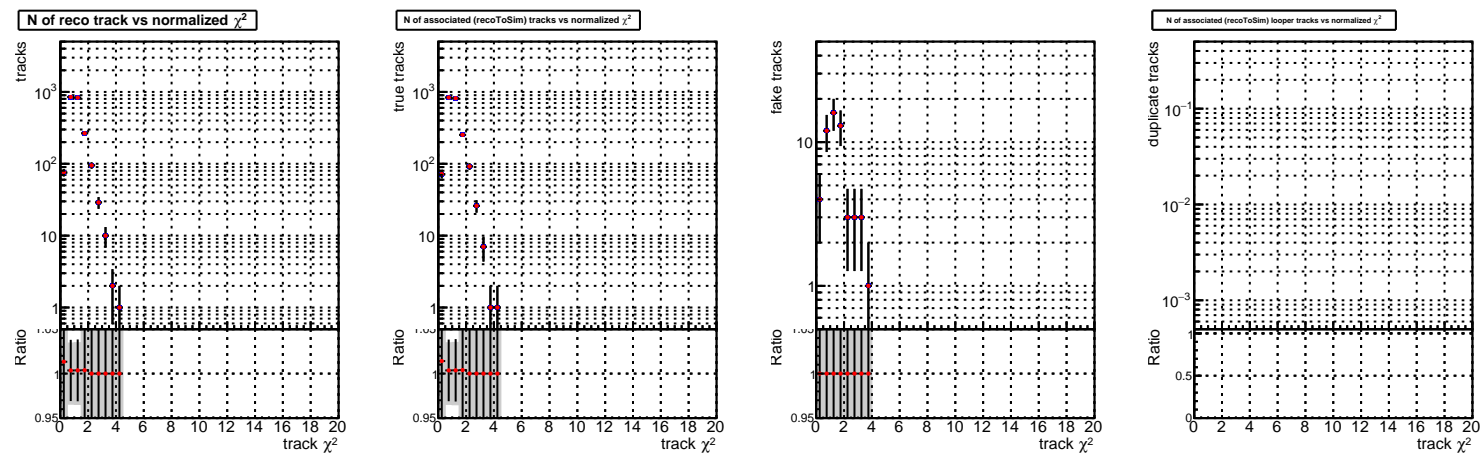 N of reco track vs normalized χ²
tracks
10³
10²
10
1
Ratio
1
0.95
0 2 4 6 8 10 12 14 16 18 20
track χ²
N of associated (recoToSim) tracks vs normalized χ²
true tracks
10³
10²
10
1
Ratio
1
0.95
0 2 4 6 8 10 12 14 16 18 20
track χ²
fake tracks
10
1
Ratio
1
0.95
0 2 4 6 8 10 12 14 16 18 20
track χ²
N of associated (recoToSim) looper tracks vs normalized χ²
duplicate tracks
10⁻¹
10⁻²
10⁻³
Ratio
1
0.5
0
0 2 4 6 8 10 12 14 16 18 20
track χ²